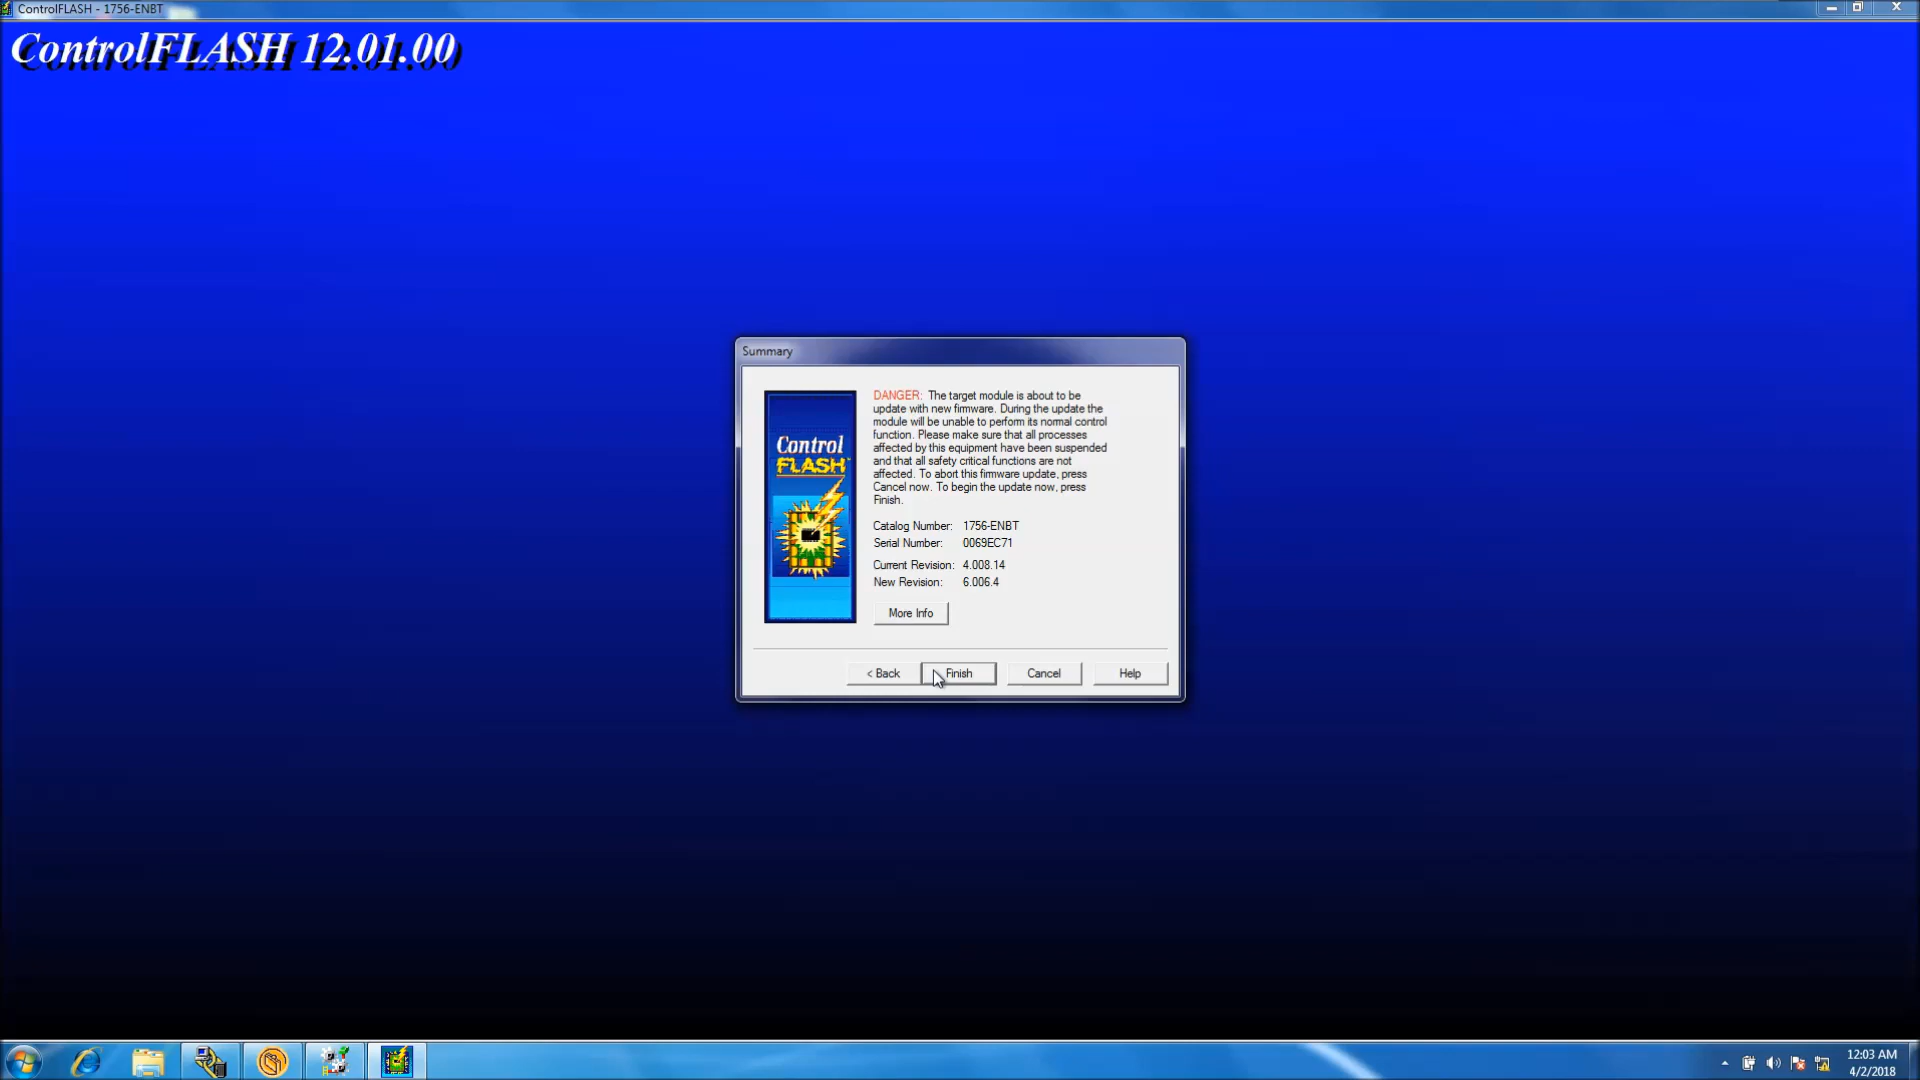 ControlFLASH - 1756-ENBT
ControlFLASH 12.01.00
Summary
Control
FLASH
DANGER: The target module is about to be
update with new firmware. During the update the
module will be unable to perform its normal control
function. Please make sure that all processes
affected by this equipment have been suspended
and that all safety critical functions are not
affected. To abort this firmware update, press
Cancel now. To begin the update now, press
Finish.
Catalog Number: 1756-ENBT
Serial Number: 0069EC71
Current Revision: 4.008.14
New Revision: 6.006.4
More Info
< Back Finish Cancel Help
12:03 AM
4/2/2018